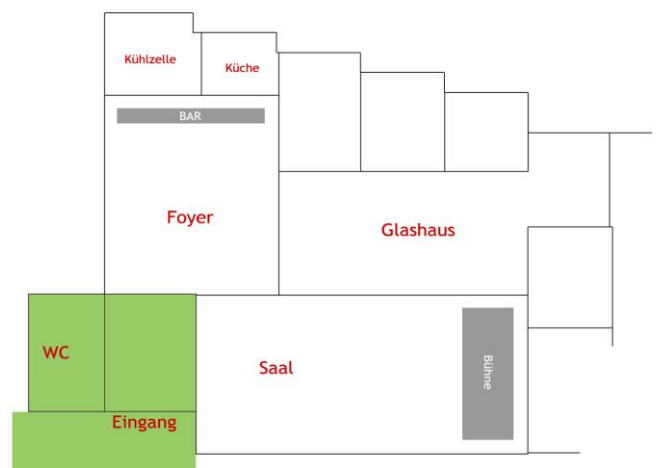 Kühlzelle
Küche
BAR
Foyer
Glashaus
WC
Saal
Bühne
Eingang